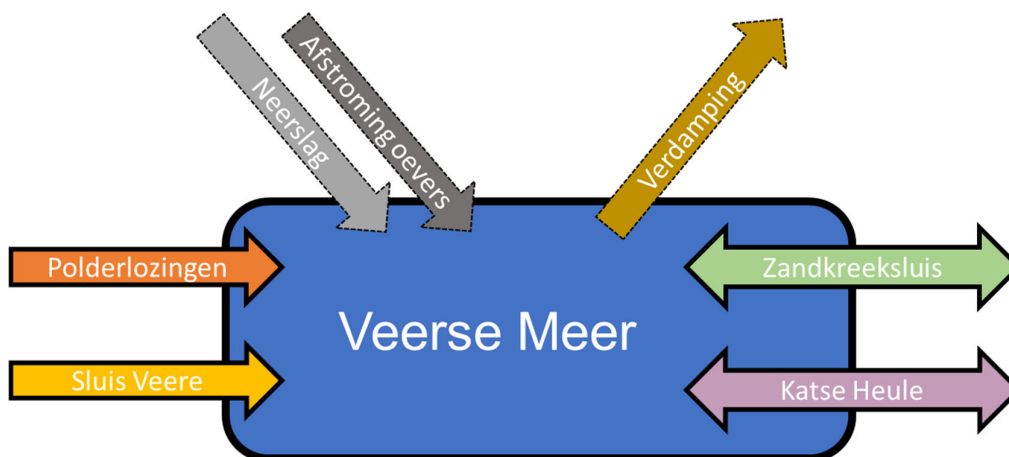 Neerslag
Afstroming oevers
Verdamping
Polderlozingen
Zandkreeksluis
Veerse Meer
Sluis Veere
Katse Heule